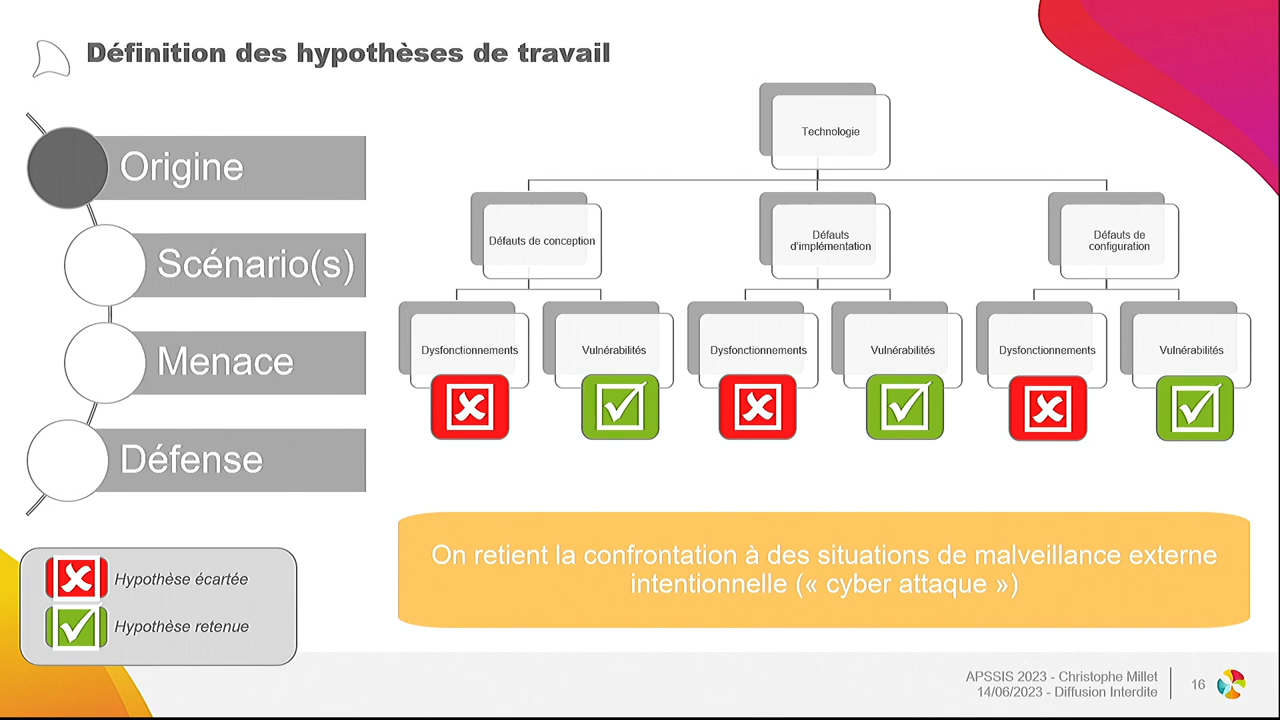 Définition des hypothèses de travail
Origine
Scénario(s)
Menace
Défense
Technologie
Défauts de conception
Défauts
d'implémentation
Défauts de
configuration
Dysfonctionnements
Vulnérabilités
Dysfonctionnements
Vulnérabilités
Dysfonctionnements
Vulnérabilités
On retient la confrontation à des situations de malveillance externe
intentionnelle (« cyber attaque »)
Hypothèse écartée
Hypothèse retenue
APSSIS 2023 - Christophe Millet
14/06/2023 - Diffusion Interdite
16